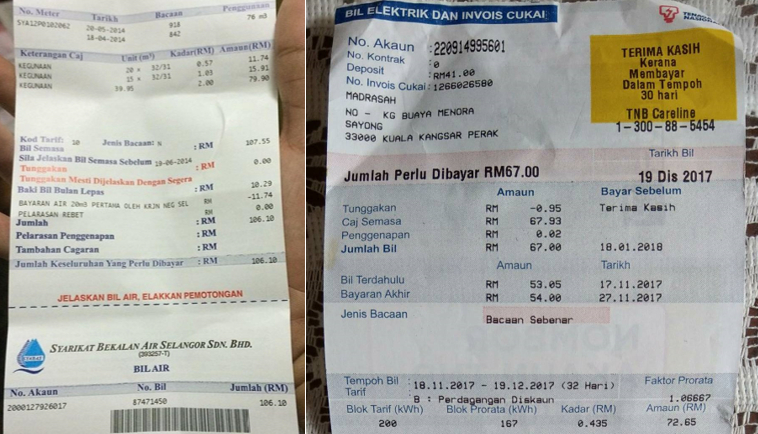 No. Meter Tarikh Bacaan Penggunaan
SYA12P0102062 20-05-2014 918 76 m3
18-04-2014 842
Keterangan Caj Unit (m³) Kadar(RM) Amaun(RM)
KEGUNAAN 20 x 32/31 0.57 11.74
KEGUNAAN 15 x 32/31 1.03 15.91
KEGUNAAN 39.95 2.00 79.90
Kod Tarif: 10 Jenis Bacaan: N
Bil Semasa : RM 107.55
Sila Jelaskan Bil Semasa Sebelum 19-06-2014
Tunggakan : RM 0.00
Tunggakan Mesti Dijelaskan Dengan Segera
Baki Bil Bulan Lepas : RM 10.29
BAYARAN AIR 20m3 PERTAMA OLEH KRJN NEG SEL RM -11.74
PELARASAN REBET RM 0.00
Jumlah : RM 106.10
Pelarasan Penggenapan : RM
Tambahan Cagaran : RM
Jumlah Keseluruhan Yang Perlu Dibayar : RM 106.10
JELASKAN BIL AIR, ELAKKAN PEMOTONGAN
SYABAS
SYARIKAT BEKALAN AIR SELANGOR SDN. BHD.
(393257-T)
BIL AIR
No. Akaun No. Bil Jumlah (RM)
2000127926017 87471450 106.10
BIL ELEKTRIK DAN INVOIS CUKAI
No. Akaun :220914995601
No. Kontrak :0
Deposit :RM41.00
No. Invois Cukai :1266026580
MADRASAH
NO - KG BUAYA MENDRA
SAYONG
33000 KUALA KANGSAR PERAK
TERIMA KASIH
Kerana
Membayar
Dalam Tempoh
30 hari
TNB Careline
1-300-88-5454
Tarikh Bil
Jumlah Perlu Dibayar RM67.00 19 Dis 2017
Amaun Bayar Sebelum
Tunggakan RM -0.95 Terima Kasih
Caj Semasa RM 67.93
Penggenapan RM 0.02
Jumlah Bil RM 67.00 18.01.2018
Amaun Tarikh
Bil Terdahulu RM 53.05 17.11.2017
Bayaran Akhir RM 54.00 27.11.2017
Jenis Bacaan Bacaan Sebenar
Tempoh Bil : 18.11.2017 - 19.12.2017 (32 Hari) Faktor Prorata
Tarif : B : Perdagangan Diskaun 1.06667
Blok Tarif (kWh) Blok Prorata (kWh) Kadar (RM) Amaun (RM)
200 167 0.435 72.65